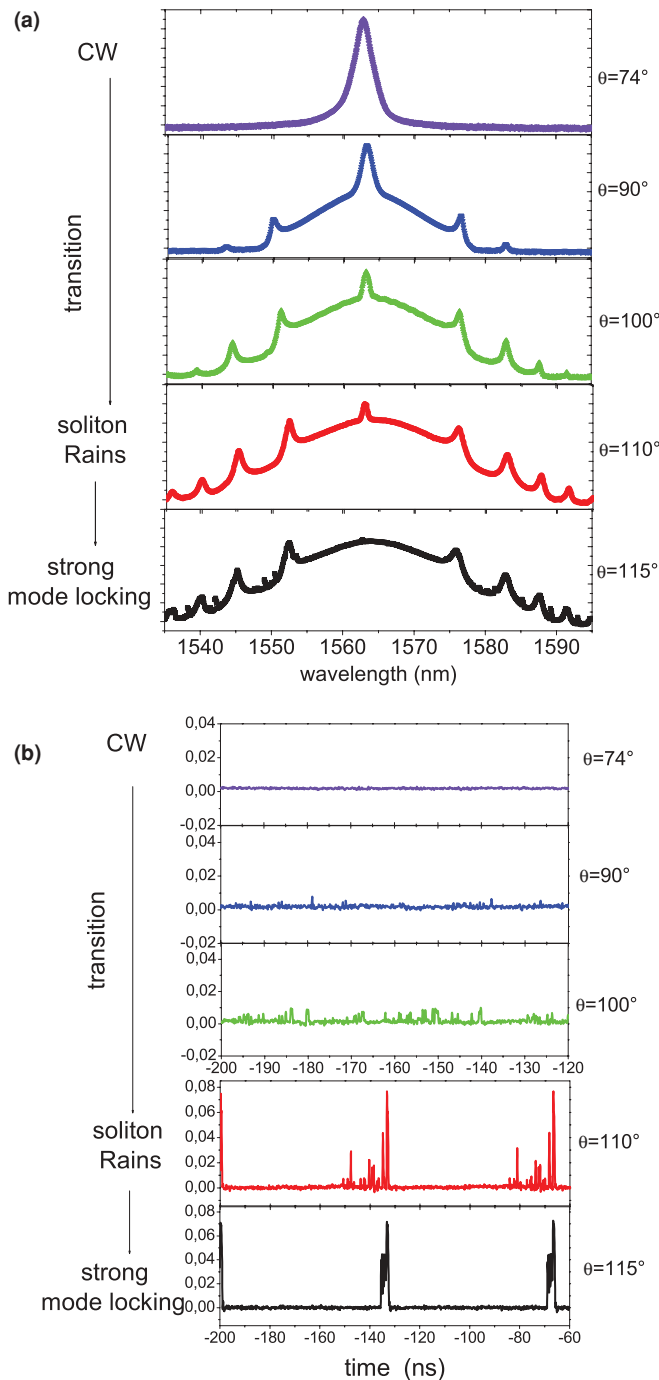 (a)
CW
transition
soliton
Rains
strong
mode locking
θ=74°
θ=90°
θ=100°
θ=110°
θ=115°
1540 1550 1560 1570 1580 1590
wavelength (nm)
(b)
CW
transition
soliton
Rains
strong
mode locking
0,04
0,02
0,00
-0,02
θ=74°
0,04
0,02
0,00
-0,02
θ=90°
0,04
0,02
0,00
θ=100°
-200 -190 -180 -170 -160 -150 -140 -130 -120
0,08
0,06
0,04
0,02
0,00
θ=110°
0,08
0,06
0,04
0,02
0,00
θ=115°
-200 -180 -160 -140 -120 -100 -80 -60
time (ns)